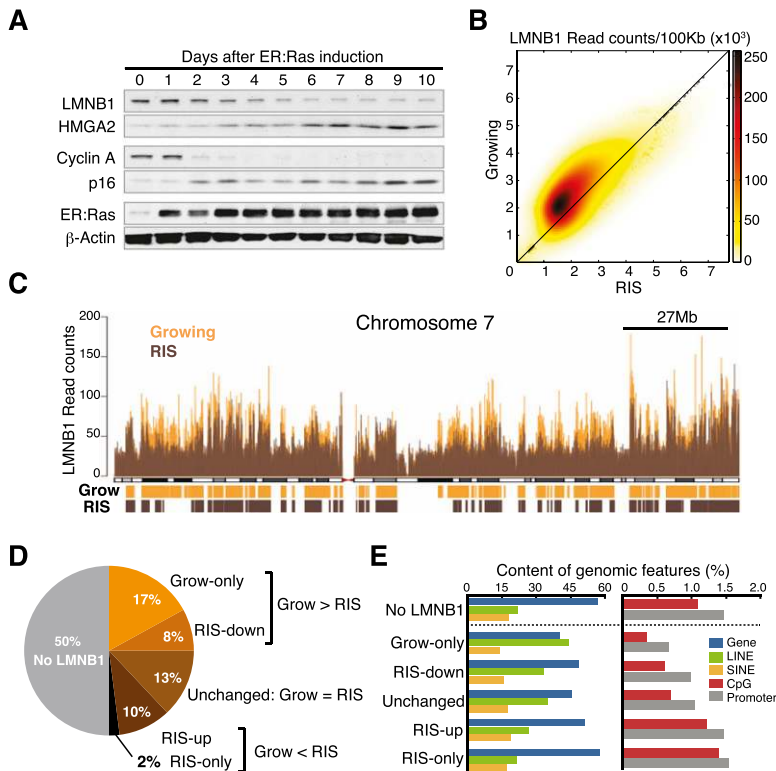 A
Days after ER:Ras induction
0 1 2 3 4 5 6 7 8 9 10
LMNB1
HMGA2
Cyclin A
p16
ER:Ras
β-Actin
B
LMNB1 Read counts/100Kb (x10³)
Growing
7
6
5
4
3
2
1
0 1 2 3 4 5 6 7
RIS
250
200
150
100
50
0
C
LMNB1 Read counts
200
150
100
50
0
Growing
RIS
Chromosome 7
27Mb
Grow
RIS
D
50%
No LMNB1
17%
Grow-only
8%
RIS-down
Grow > RIS
13%
Unchanged: Grow = RIS
10%
RIS-up
2% RIS-only
Grow < RIS
E
Content of genomic features (%)
0 15 30 45 60
0 0.5 1.0 1.5 2.0
No LMNB1
Grow-only
RIS-down
Unchanged
RIS-up
RIS-only
Gene
LINE
SINE
CpG
Promoter